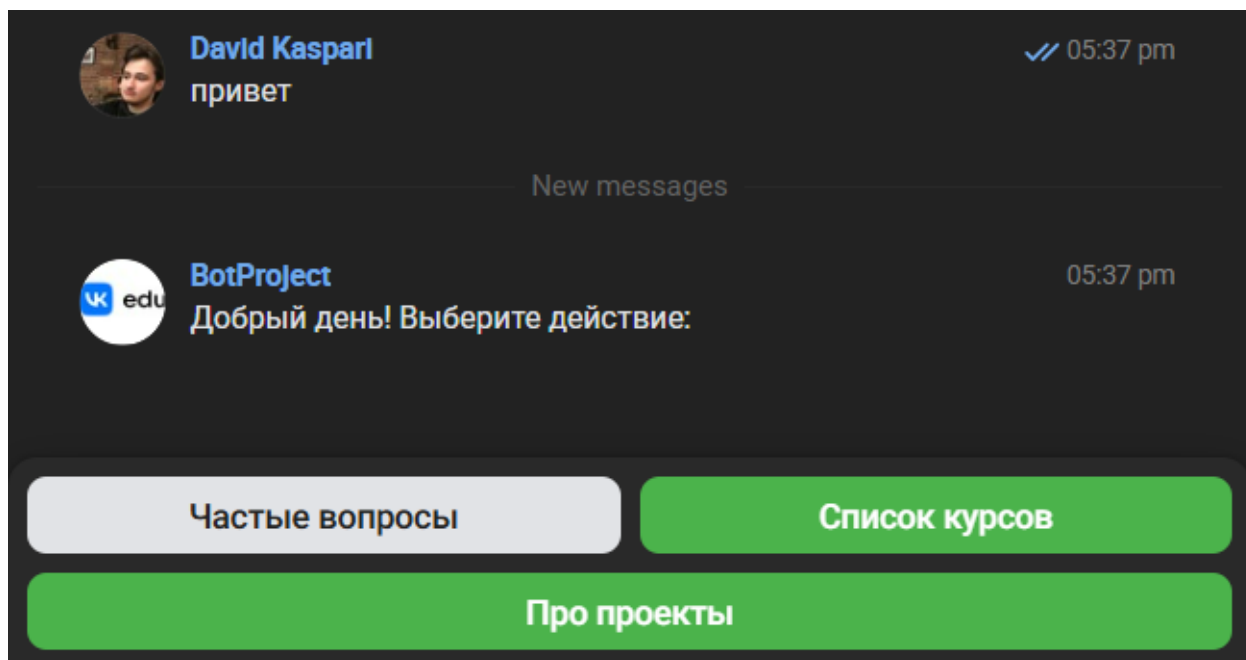 David Kaspari
05:37 pm
привет
New messages
BotProject
05:37 pm
vk edu
Добрый день! Выберите действие:
Частые вопросы
Список курсов
Про проекты